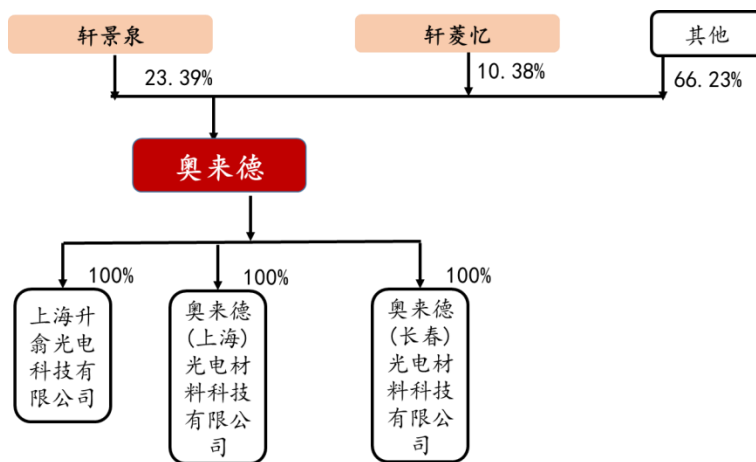 轩景泉
轩菱忆
其他
23.39%
10.38%
66.23%
奥来德
100%
100%
100%
上海升
翕光电
科技有
限公司
奥来德
(上海)
光电材
料科技
有限公
司
奥来德
(长春)
光电材
料科技
有限公
司